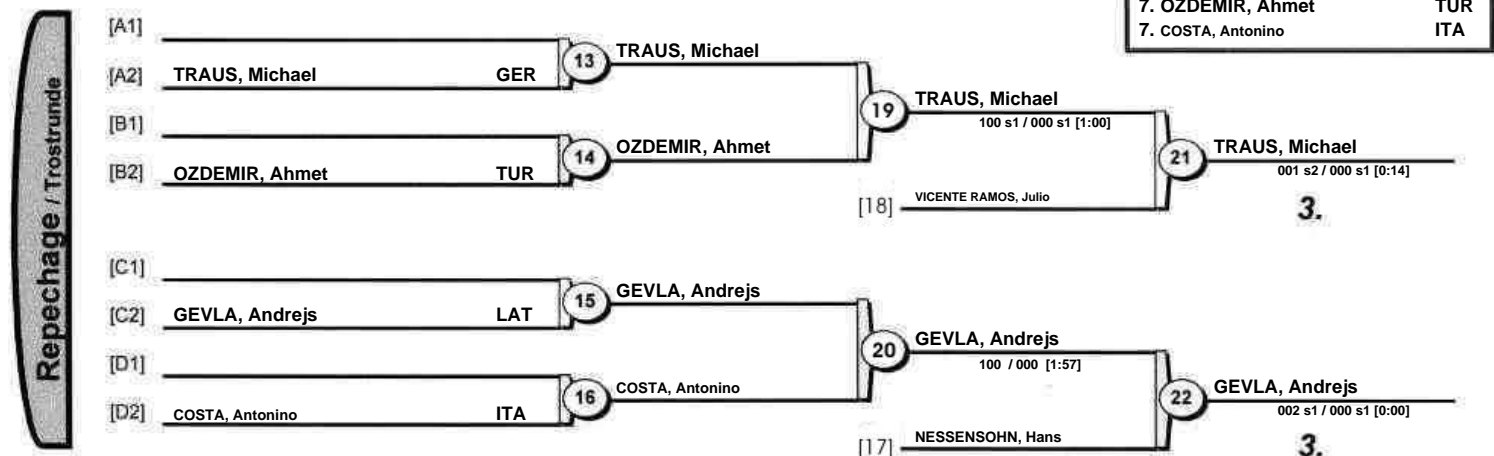 7. OZDEMIR, Ahmet TUR
7. COSTA, Antonino ITA
Repechage / Trostrunde
[A1]
[A2] TRAUS, Michael GER
13 TRAUS, Michael
[B1]
[B2] OZDEMIR, Ahmet TUR
14 OZDEMIR, Ahmet
19 TRAUS, Michael
100 s1 / 000 s1 [1:00]
[18] VICENTE RAMOS, Julio
21 TRAUS, Michael
001 s2 / 000 s1 [0:14]
3.
[C1]
[C2] GEVLA, Andrejs LAT
15 GEVLA, Andrejs
[D1]
[D2] COSTA, Antonino ITA
16 COSTA, Antonino
20 GEVLA, Andrejs
100 / 000 [1:57]
[17] NESSENSOHN, Hans
22 GEVLA, Andrejs
002 s1 / 000 s1 [0:00]
3.